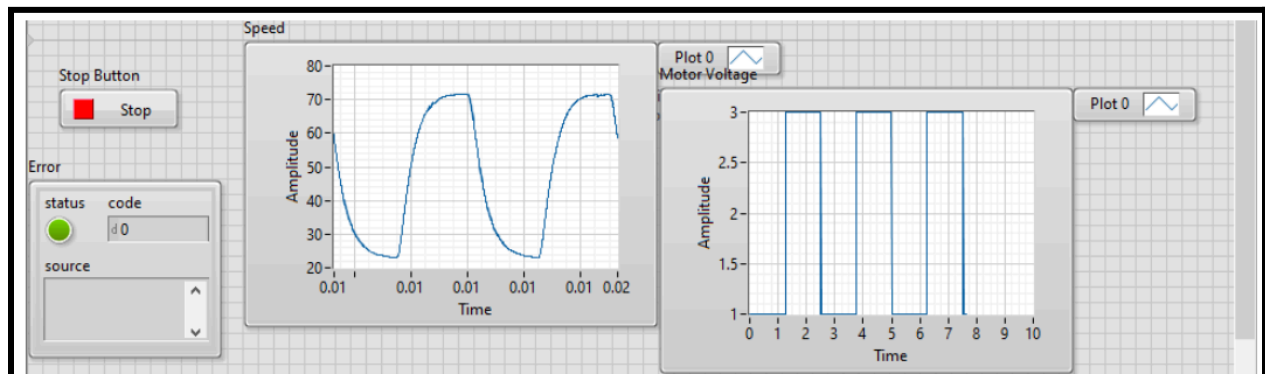 Speed
Plot 0
Stop Button
Stop
Motor Voltage
Plot 0
Error
status code
d 0
source
80
70
60
50
40
30
20
Amplitude
0.01 0.01 0.01 0.01 0.01 0.02
Time
3
2.5
2
1.5
1
Amplitude
0 1 2 3 4 5 6 7 8 9 10
Time